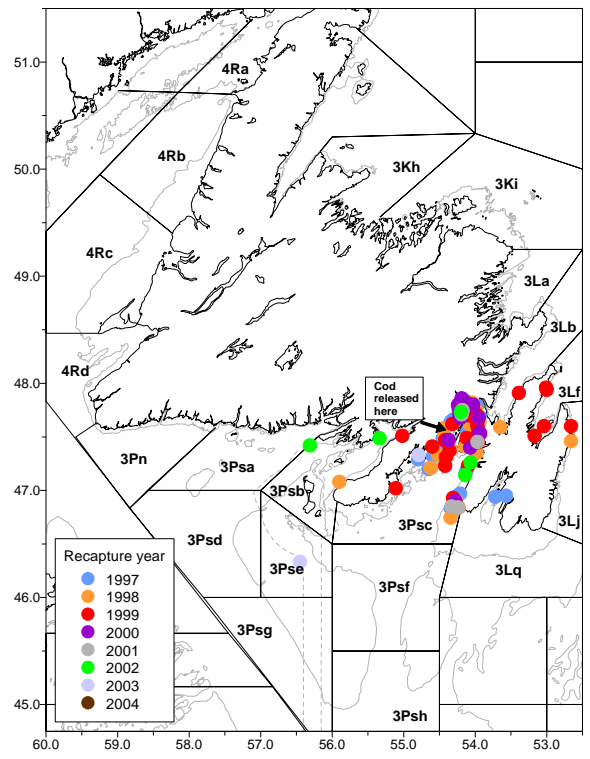 51.0
50.0
49.0
48.0
47.0
46.0
45.0
4Ra
4Rb
3Kh
3Ki
4Rc
3La
3Lb
4Rd
Cod
released
here
3Lf
3Pn
3Psa
3Psb
3Psc
3Lj
3Psd
3Pse
3Lq
3Psf
3Psg
3Psh
Recapture year
1997
1998
1999
2000
2001
2002
2003
2004
60.0 59.0 58.0 57.0 56.0 55.0 54.0 53.0